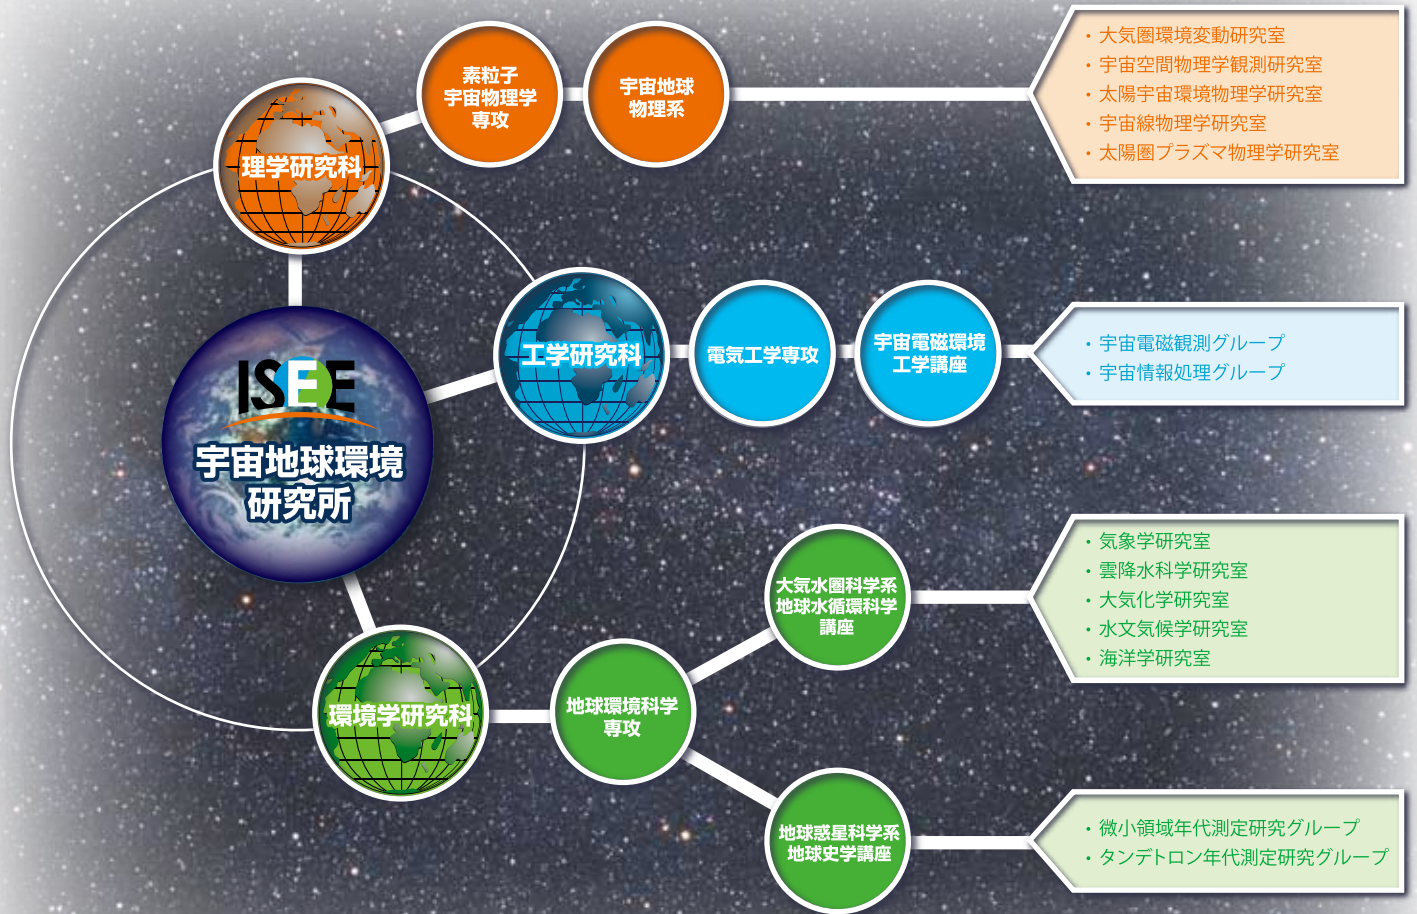 理学研究科
素粒子
宇宙物理学
専攻
宇宙地球
物理系
・大気圏環境変動研究室
・宇宙空間物理学観測研究室
・太陽宇宙環境物理学研究室
・宇宙線物理学研究室
・太陽圏プラズマ物理学研究室
ISEE
宇宙地球環境
研究所
工学研究科
電気工学専攻
宇宙電磁環境
工学講座
・宇宙電磁観測グループ
・宇宙情報処理グループ
環境学研究科
地球環境科学
専攻
大気水圏科学系
地球水循環科学
講座
・気象学研究室
・雲降水科学研究室
・大気化学研究室
・水文気候学研究室
・海洋学研究室
地球惑星科学系
地球史学講座
・微小領域年代測定研究グループ
・タンデトロン年代測定研究グループ